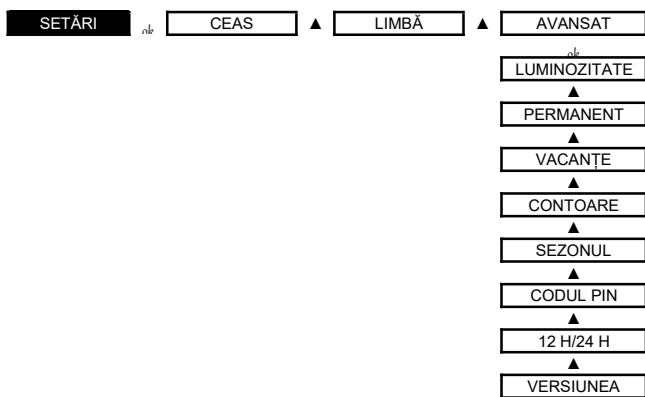 SETĂRI ok CEAS ▲ LIMBĂ ▲ AVANSAT
ok
LUMINOZITATE
▲
PERMANENT
▲
VACANȚE
▲
CONTOARE
▲
SEZONUL
▲
CODUL PIN
▲
12 H/24 H
▲
VERSIUNEA